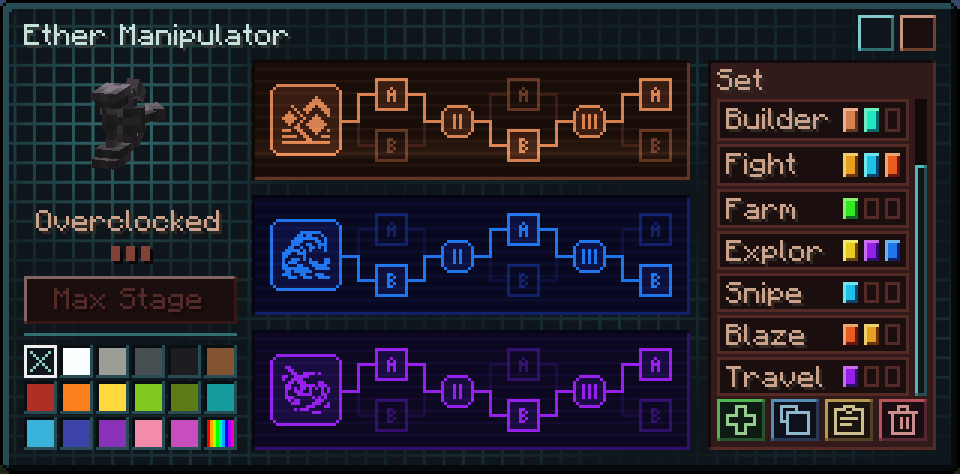 Ether Manipulator
Overclocked
Max Stage
A
B
II
A
B
III
A
B
A
B
II
A
B
III
A
B
A
B
II
A
B
III
A
B
Set
Builder
Fight
Farm
Explor
Snipe
Blaze
Travel